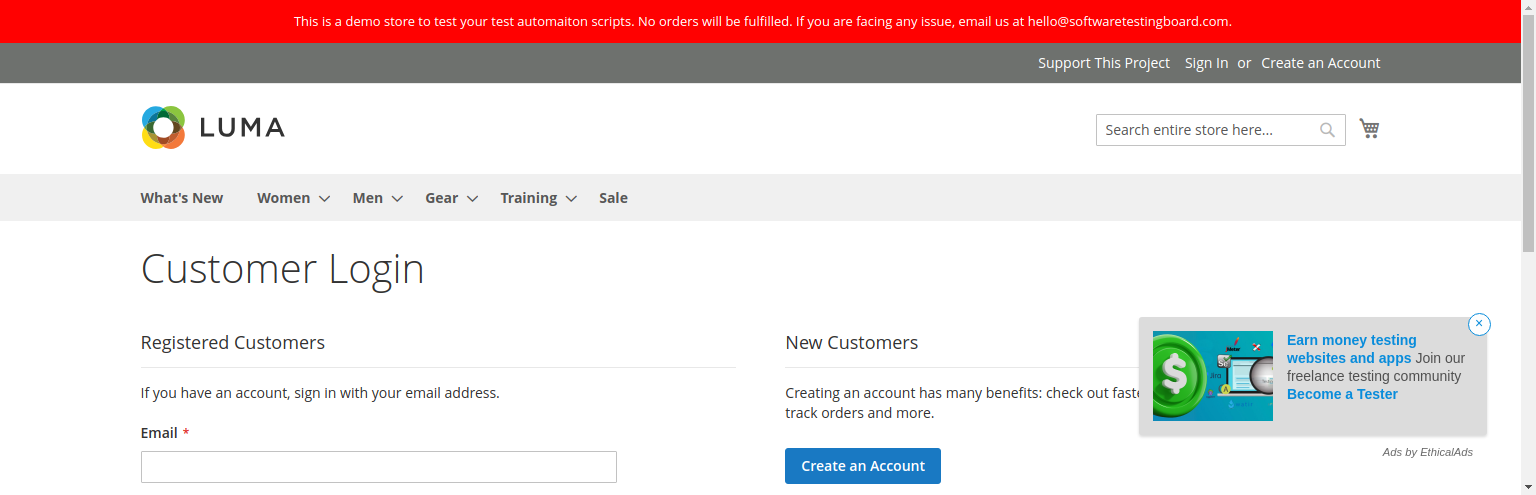 This is a demo store to test your test automaiton scripts. No orders will be fulfilled. If you are facing any issue, email us at hello@softwaretestingboard.com.
Support This Project Sign In or Create an Account
LUMA
Search entire store here...
What's New Women Men Gear Training Sale
Customer Login
Registered Customers
If you have an account, sign in with your email address.
Email *
New Customers
Creating an account has many benefits: check out faste
track orders and more.
Create an Account
Earn money testing
websites and apps Join our
freelance testing community
Become a Tester
Ads by EthicalAds